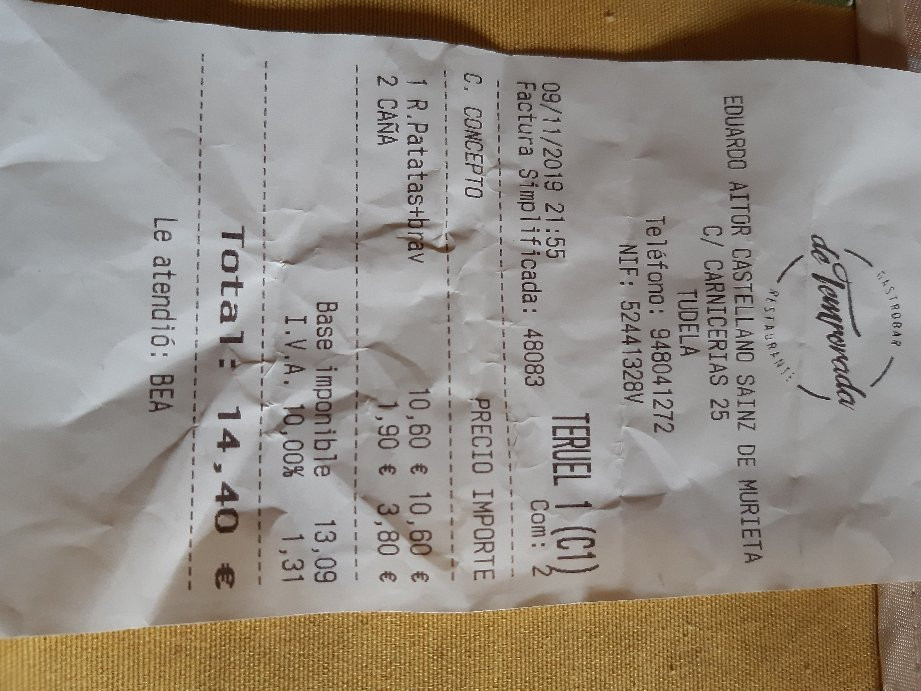 GASTROBAR
de Temporada
RESTAURANTE
EDUARDO AITOR CASTELLANO SAINZ DE MURIETA
C/ CARNICERIAS 25
TUDELA
Teléfono: 948041272
NIF: 52441328V
TERUEL 1 (C1)
09/11/2019 21:55
Factura Simplificada: 48083 Com: 2
C. CONCEPTO PRECIO IMPORTE
1 R.Patatas+brav 10,60 € 10,60 €
2 CAÑA 1,90 € 3,80 €
Base imponible 13,09
I.V.A. 10,00% 1,31
Total: 14,40 €
Le atendió: BEA